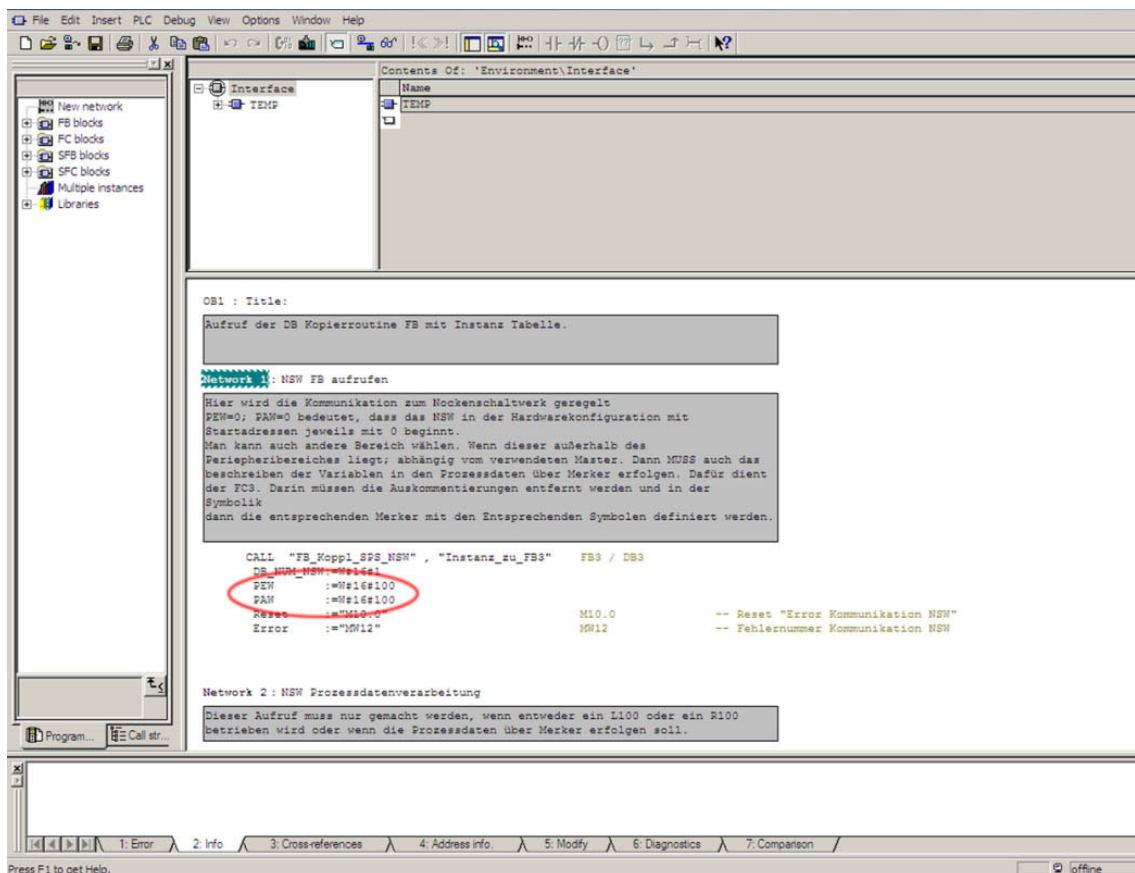 File Edit Insert PLC Debug View Options Window Help
Contents Of: 'Environment\Interface'
Interface
Name
TEMP
TEMP
New network
FB blocks
FC blocks
SFB blocks
SFC blocks
Multiple instances
Libraries
OB1 : Title:
Aufruf der DB Kopierroutine FB mit Instanz Tabelle.
Network 1: NSW FB aufrufen
Hier wird die Kommunikation zum Nockenschaltwerk geregelt
PEW=0; PAW=0 bedeutet, dass das NSW in der Hardwarekonfiguration mit
Startadressen jeweils mit 0 beginnt.
Man kann auch andere Bereich wählen. Wenn dieser außerhalb des
Periepheribereiches liegt; abhängig vom verwendeten Master. Dann MUSS auch das
beschreiben der Variablen in den Prozessdaten über Merker erfolgen. Dafür dient
der FC3. Darin müssen die Auskommentierungen entfernt werden und in der
Symbolik
dann die entsprechenden Merker mit den Entsprechenden Symbolen definiert werden.
CALL "FB_Koppl_SPS_NSW" , "Instanz_zu_FB3" FB3 / DB3
DB_NUM_NSW:=W#16#1
PEW :=W#16#100
PAW :=W#16#100
Reset :="M10.0" M10.0 -- Reset "Error Kommunikation NSW"
Error :="MW12" MW12 -- Fehlernummer Kommunikation NSW
Network 2 : NSW Prozessdatenverarbeitung
Dieser Aufruf muss nur gemacht werden, wenn entweder ein L100 oder ein R100
betrieben wird oder wenn die Prozessdaten über Merker erfolgen soll.
Program... Call str...
1: Error 2: Info 3: Cross-references 4: Address info. 5: Modify 6: Diagnostics 7: Comparison
Press F1 to get Help. offline